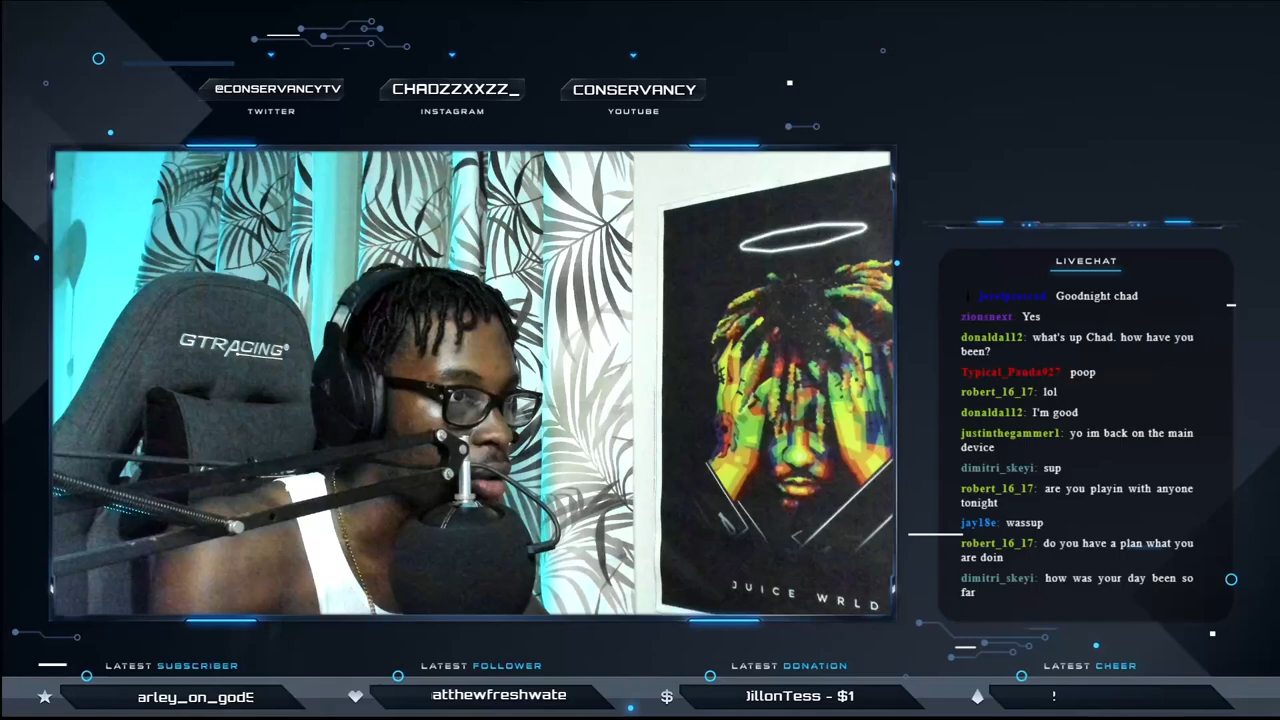 @CONSERVANCYTV
TWITTER
CHADZZXXZZ_
INSTAGRAM
CONSERVANCY
YOUTUBE
GTRACING®
JUICE WRLD
LIVECHAT
Goodnight chad
zionsnext Yes
donalda112: what's up Chad. how have you
been?
Typical_Panda927 poop
robert_16_17: lol
donalda112: I'm good
justinthegammer1: yo im back on the main
device
dimitri_skeyi: sup
robert_16_17: are you playin with anyone
tonight
jay18e: wassup
robert_16_17: do you have a plan what you
are doin
dimitri_skeyi: how was your day been so
far
LATEST SUBSCRIBER
arley_on_godS
LATEST FOLLOWER
atthewfreshwate
LATEST DONATION
illonTess - $1
LATEST CHEER
!